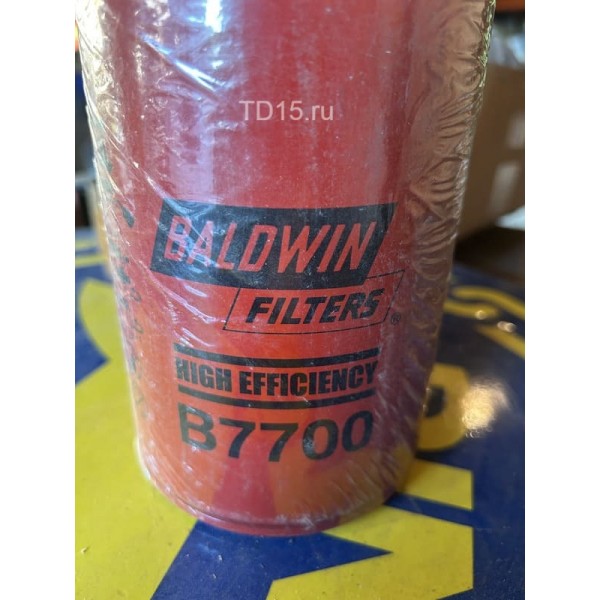 TD15.ru
BALDWIN
FILTERS®
HIGH EFFICIENCY
B7700